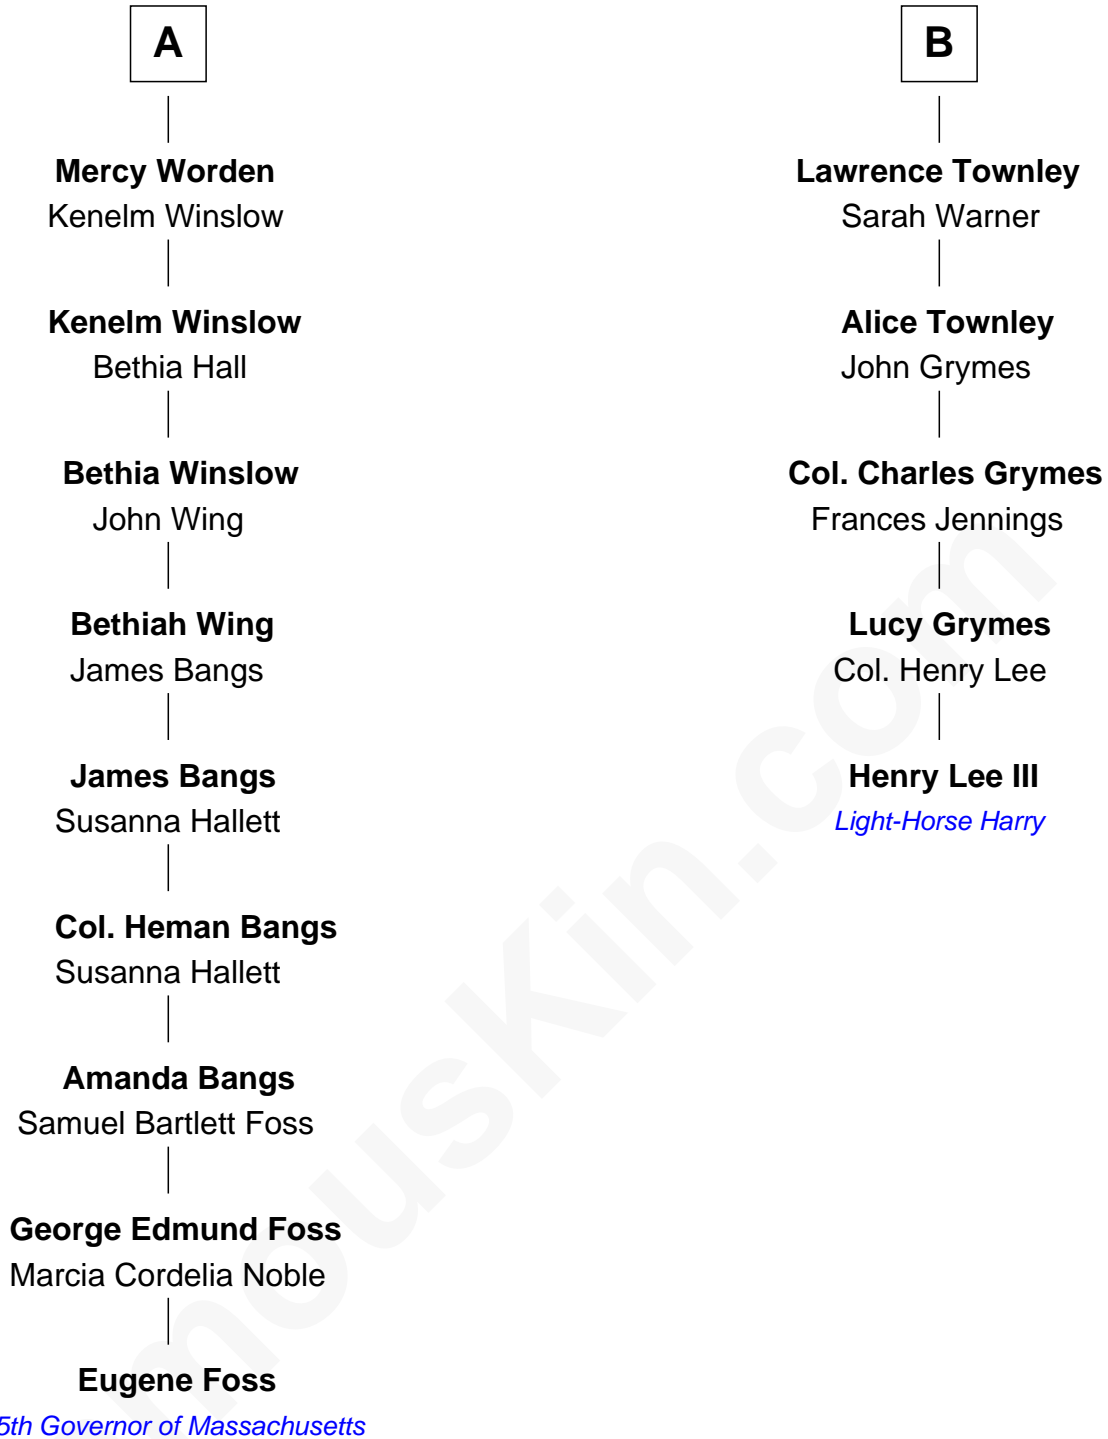 A
Mercy Worden
Kenelm Winslow
Kenelm Winslow
Bethia Hall
Bethia Winslow
John Wing
Bethiah Wing
James Bangs
James Bangs
Susanna Hallett
Col. Heman Bangs
Susanna Hallett
Amanda Bangs
Samuel Bartlett Foss
George Edmund Foss
Marcia Cordelia Noble
Eugene Foss
5th Governor of Massachusetts
B
Lawrence Townley
Sarah Warner
Alice Townley
John Grymes
Col. Charles Grymes
Frances Jennings
Lucy Grymes
Col. Henry Lee
Henry Lee III
Light-Horse Harry
mouskin.com